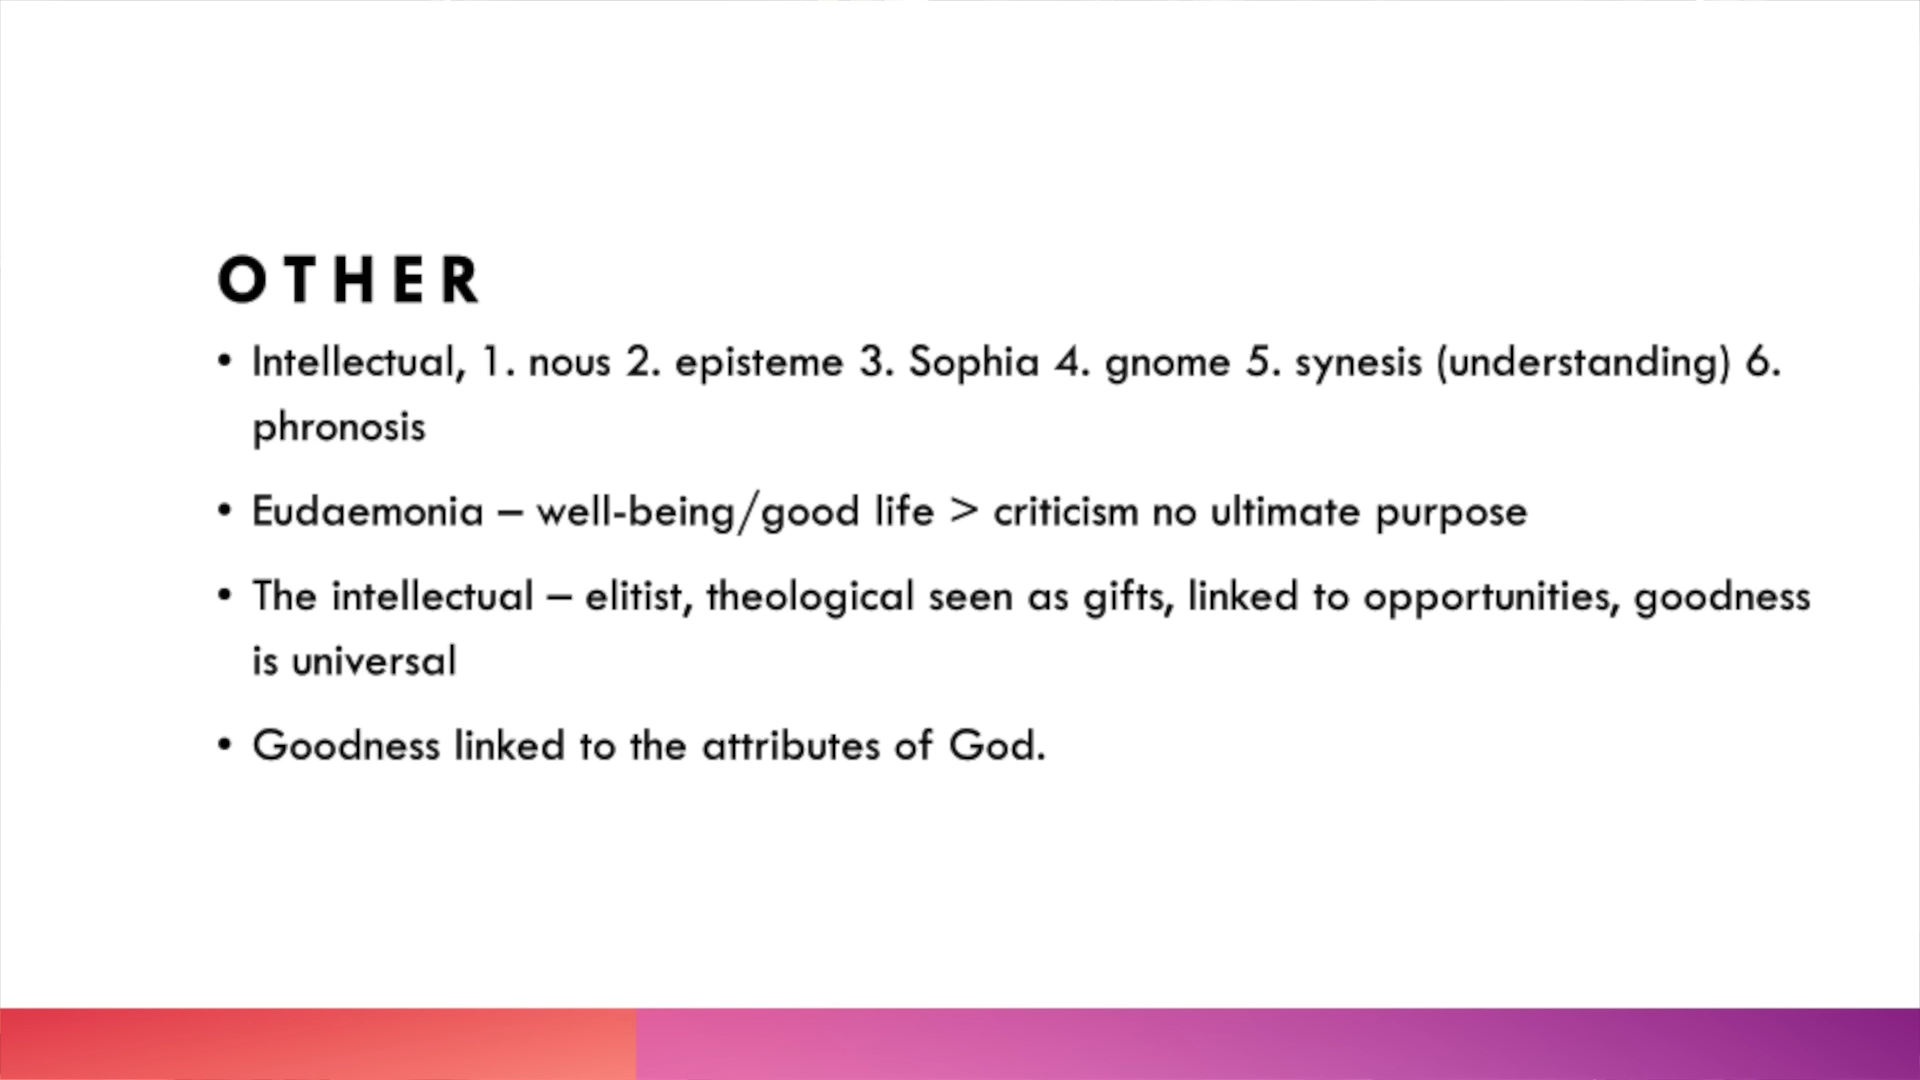 OTHER
• Intellectual, 1. nous 2. episteme 3. Sophia 4. gnome 5. synesis (understanding) 6.
phronosis
• Eudaemonia – well-being/good life > criticism no ultimate purpose
• The intellectual – elitist, theological seen as gifts, linked to opportunities, goodness
is universal
• Goodness linked to the attributes of God.